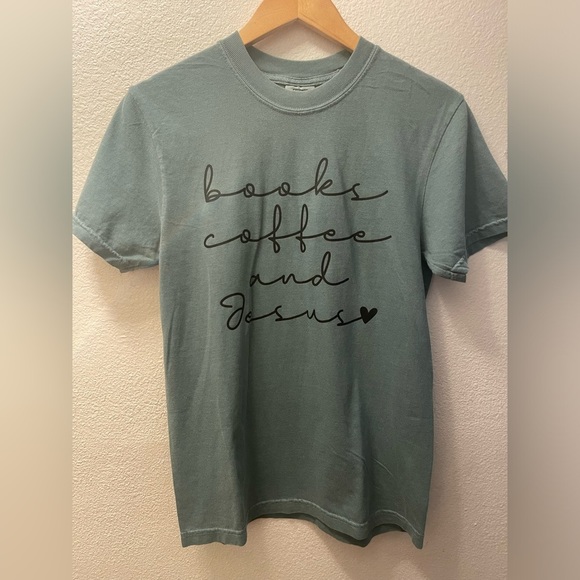 books
coffee
and
Jesus♥